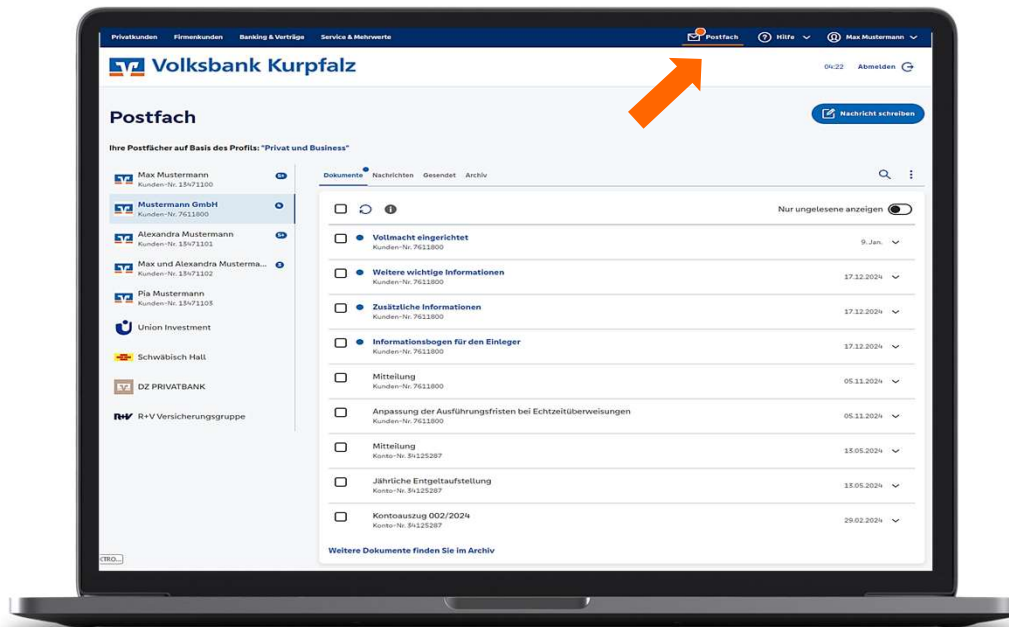 Privatkunden Firmenkunden Banking & Verträge Service & Mehrwerte Postfach Hilfe Max Mustermann
Volksbank Kurpfalz
04:22 Abmelden
Postfach
Nachricht schreiben
Ihre Postfächer auf Basis des Profils: "Privat und Business"
Max Mustermann
Kunden-Nr. 13471100
Mustermann GmbH
Kunden-Nr. 7611800
Alexandra Mustermann
Kunden-Nr. 13471101
Max und Alexandra Musterma...
Kunden-Nr. 13471102
Pia Mustermann
Kunden-Nr. 13471103
Union Investment
Schwäbisch Hall
DZ PRIVATBANK
R+V R+V Versicherungsgruppe
Dokumente Nachrichten Gesendet Archiv
Nur ungelesene anzeigen
Vollmacht eingerichtet
Kunden-Nr. 7611800
9. Jan.
Weitere wichtige Informationen
Kunden-Nr. 7611800
17.12.2024
Zusätzliche Informationen
Kunden-Nr. 7611800
17.12.2024
Informationsbogen für den Einleger
Kunden-Nr. 7611800
17.12.2024
Mitteilung
Kunden-Nr. 7611800
05.11.2024
Anpassung der Ausführungsfristen bei Echtzeitüberweisungen
Kunden-Nr. 7611800
05.11.2024
Mitteilung
Konto-Nr. 34125287
13.05.2024
Jährliche Entgeltaufstellung
Konto-Nr. 34125287
13.05.2024
Kontoauszug 002/2024
Konto-Nr. 34125287
29.02.2024
Weitere Dokumente finden Sie im Archiv